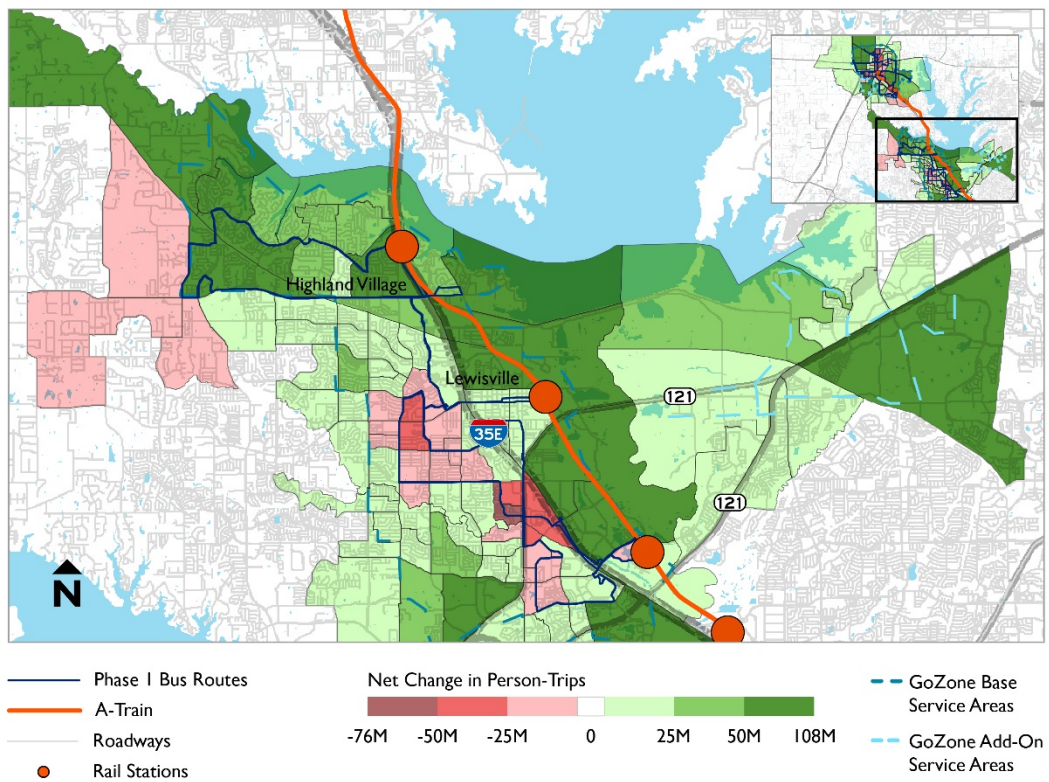 Highland Village
Lewisville
121
35E
121
N
Phase 1 Bus Routes
A-Train
Roadways
Rail Stations
Net Change in Person-Trips
-76M -50M -25M 0 25M 50M 108M
GoZone Base
Service Areas
GoZone Add-On
Service Areas